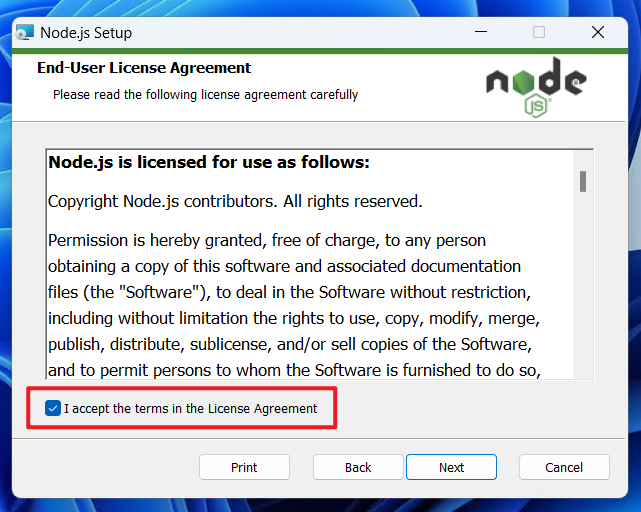 Node.js Setup
End-User License Agreement
Please read the following license agreement carefully
node
JS
Node.js is licensed for use as follows:
Copyright Node.js contributors. All rights reserved.
Permission is hereby granted, free of charge, to any person
obtaining a copy of this software and associated documentation
files (the "Software"), to deal in the Software without restriction,
including without limitation the rights to use, copy, modify, merge,
publish, distribute, sublicense, and/or sell copies of the Software,
and to permit persons to whom the Software is furnished to do so,
I accept the terms in the License Agreement
Print
Back
Next
Cancel